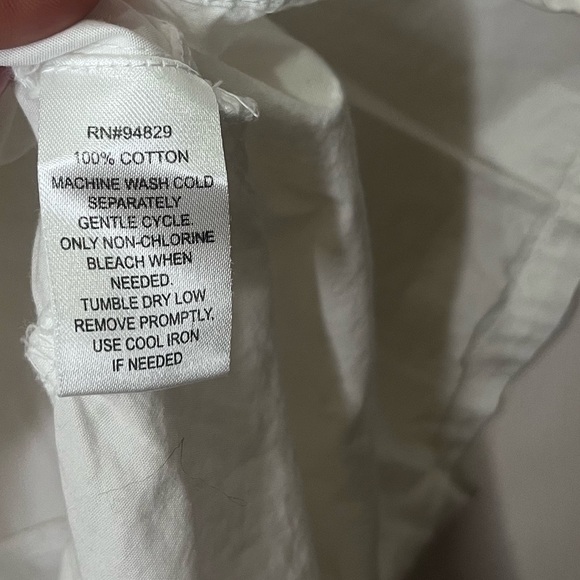 RN#94829
100% COTTON
MACHINE WASH COLD
SEPARATELY
GENTLE CYCLE.
ONLY NON-CHLORINE
BLEACH WHEN
NEEDED.
TUMBLE DRY LOW
REMOVE PROMPTLY,
USE COOL IRON
IF NEEDED